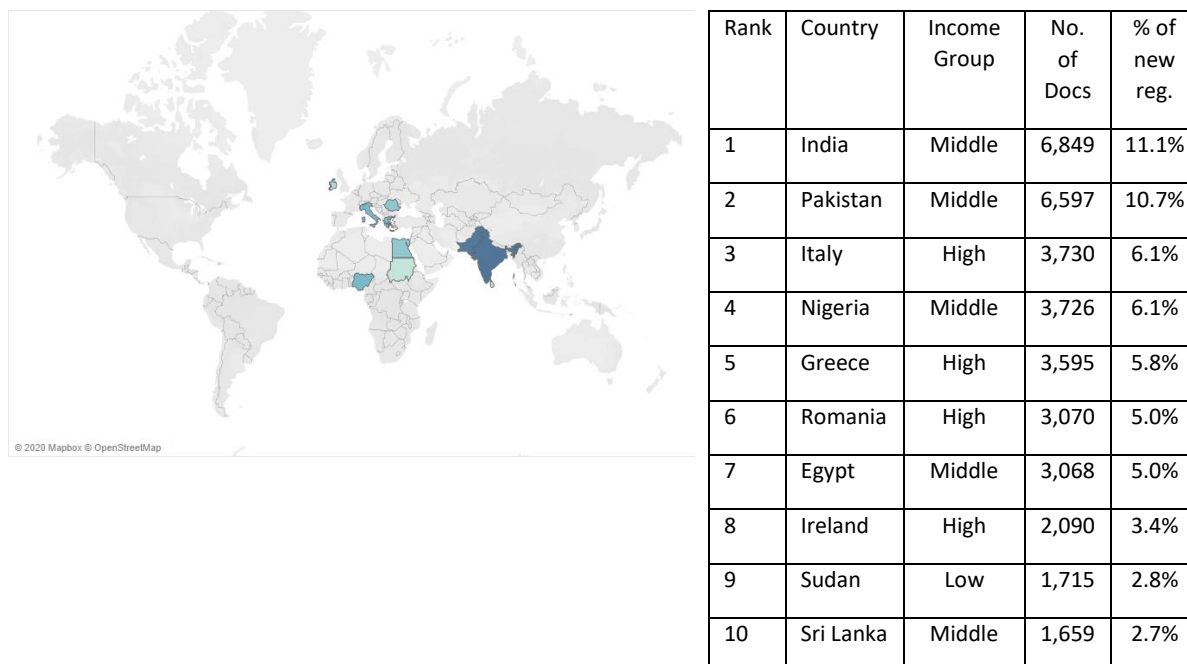 © 2020 Mapbox © OpenStreetMap
Rank Country Income Group No. of Docs % of new reg.
1 India Middle 6,849 11.1%
2 Pakistan Middle 6,597 10.7%
3 Italy High 3,730 6.1%
4 Nigeria Middle 3,726 6.1%
5 Greece High 3,595 5.8%
6 Romania High 3,070 5.0%
7 Egypt Middle 3,068 5.0%
8 Ireland High 2,090 3.4%
9 Sudan Low 1,715 2.8%
10 Sri Lanka Middle 1,659 2.7%